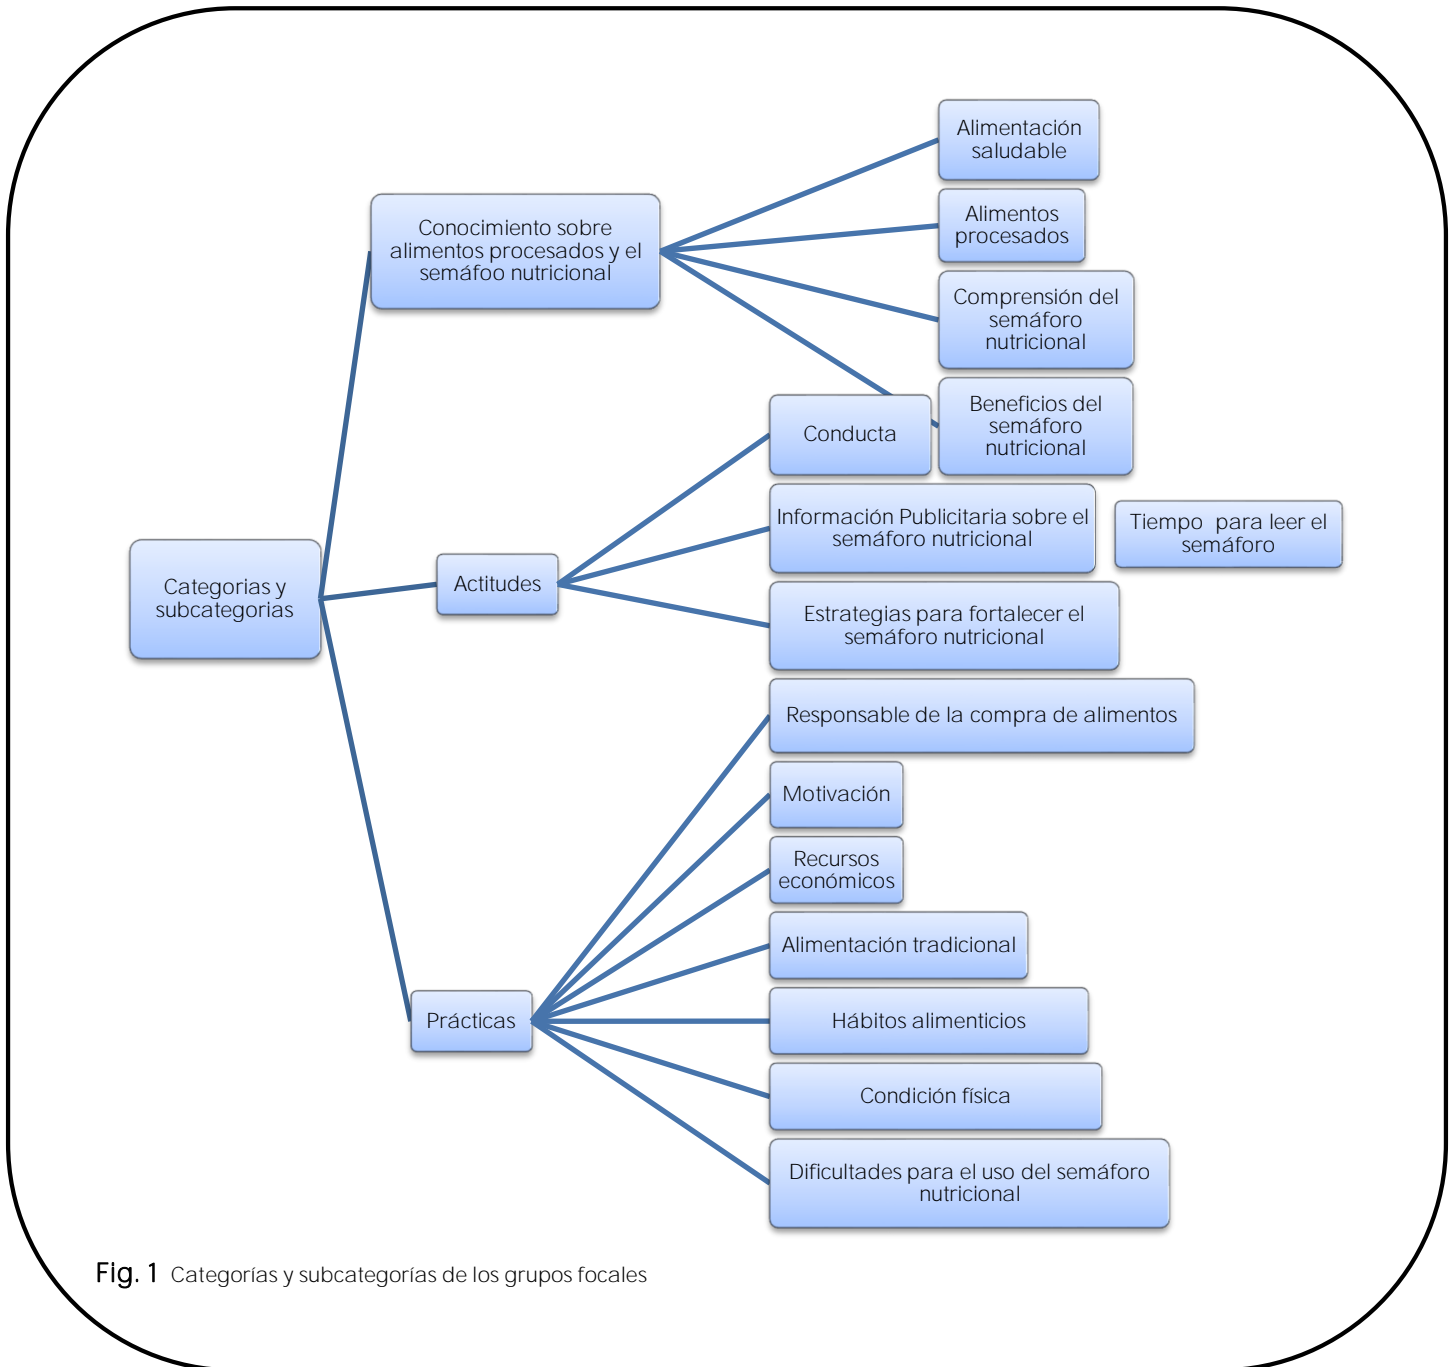 Alimentación
saludable
Alimentos
procesados
Comprensión del
semáforo
nutricional
Beneficios del
semáforo
nutricional
Conocimiento sobre
alimentos procesados y el
semáfoo nutricional
Conducta
Información Publicitaria sobre el
semáforo nutricional
Tiempo para leer el
semáforo
Estrategias para fortalecer el
semáforo nutricional
Actitudes
Categorias y
subcategorias
Responsable de la compra de alimentos
Motivación
Recursos
económicos
Alimentación tradicional
Hábitos alimenticios
Condición física
Dificultades para el uso del semáforo
nutricional
Prácticas
Fig. 1 Categorías y subcategorías de los grupos focales